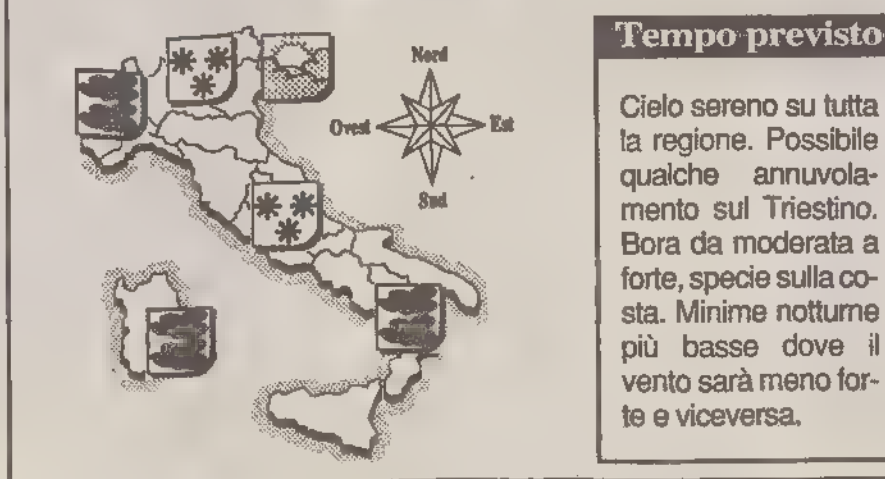 Nord
Ovest
Est
Sud
Tempo previsto
Cielo sereno su tutta
la regione. Possibile
qualche annuvola-
mento sul Triestino.
Bora da moderata a
forte, specie sulla co-
sta. Minime notturne
più basse dove il
vento sarà meno for-
te e viceversa.